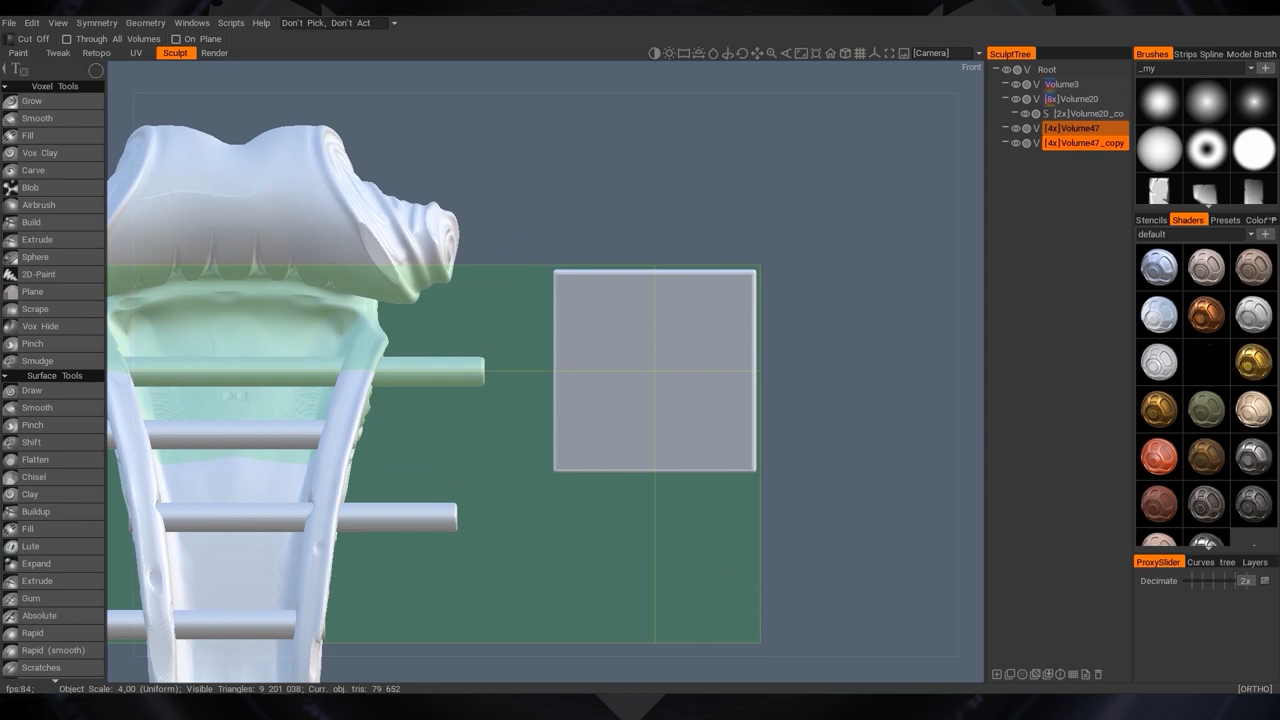 File Edit View Symmetry Geometry Windows Scripts Help Don't Pick, Don't Act
Cut Off Through All Volumes On Plane
Paint Tweak Retopo UV Sculpt Render [Camera] SculptTree Brushes Strips Spline Model
Front
Root
_my
Voxel Tools
Volume3
Grow
[8x]Volume20
Smooth
S [2x]Volume20_co
Fill
[4x]Volume47
Vox Clay
[4x]Volume47_copy
Carve
Blob
Airbrush
Build
Stencils Shaders Presets Color
Extrude
default
Sphere
2D-Paint
Plane
Scrape
Vox Hide
Pinch
Smudge
Surface Tools
Draw
Smooth
Pinch
Shift
Flatten
Chisel
Clay
Buildup
Fill
Lute
Expand
ProxySlider Curves tree Layers
Extrude
Decimate 2x
Gum
Absolute
Rapid
Rapid (smooth)
Scratches
fps:84; Object Scale: 4,00 (Uniform); Visible Triangles: 9 201 038; Curr. obj. tris: 79 652 [ORTHO]